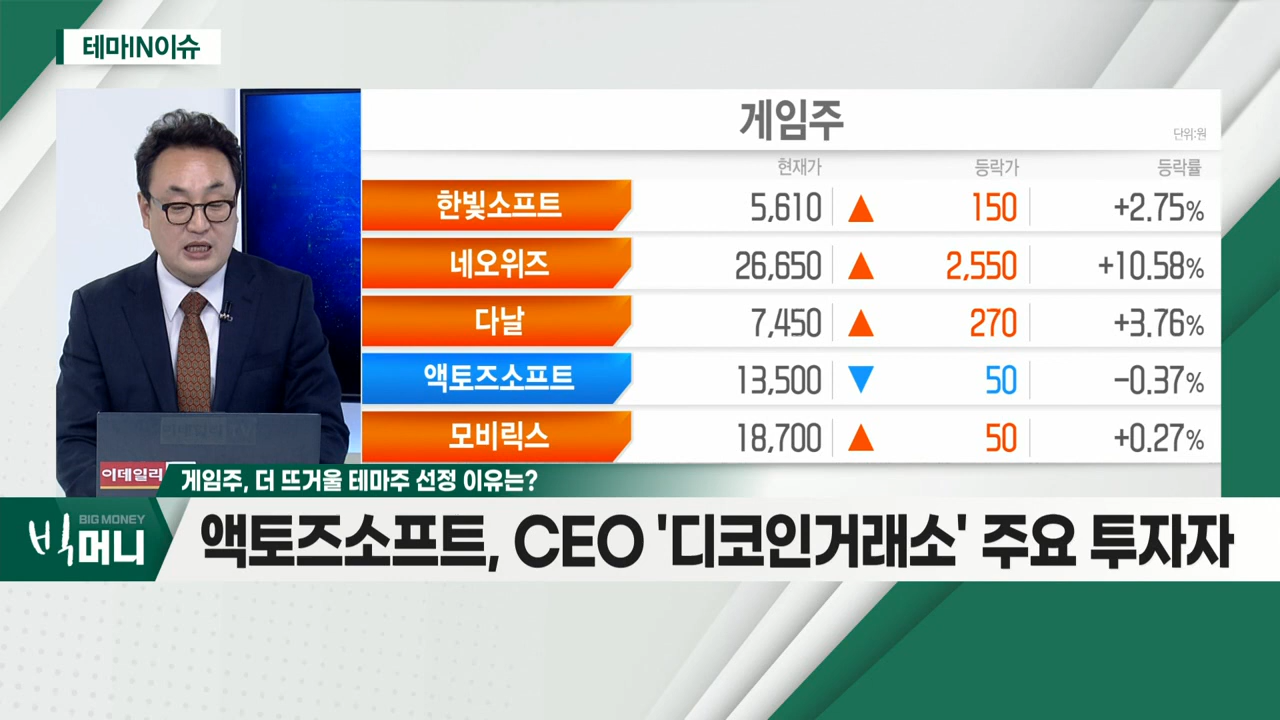 테마IN이슈
게임주
단위:원
현재가 등락가 등락률
한빛소프트 5,610 ▲ 150 +2.75%
네오위즈 26,650 ▲ 2,550 +10.58%
다날 7,450 ▲ 270 +3.76%
액토즈소프트 13,500 ▼ 50 -0.37%
모비릭스 18,700 ▲ 50 +0.27%
이데일리
게임주, 더 뜨거울 테마주 선정 이유는?
BIG MONEY
빅머니
액토즈소프트, CEO '디코인거래소' 주요 투자자